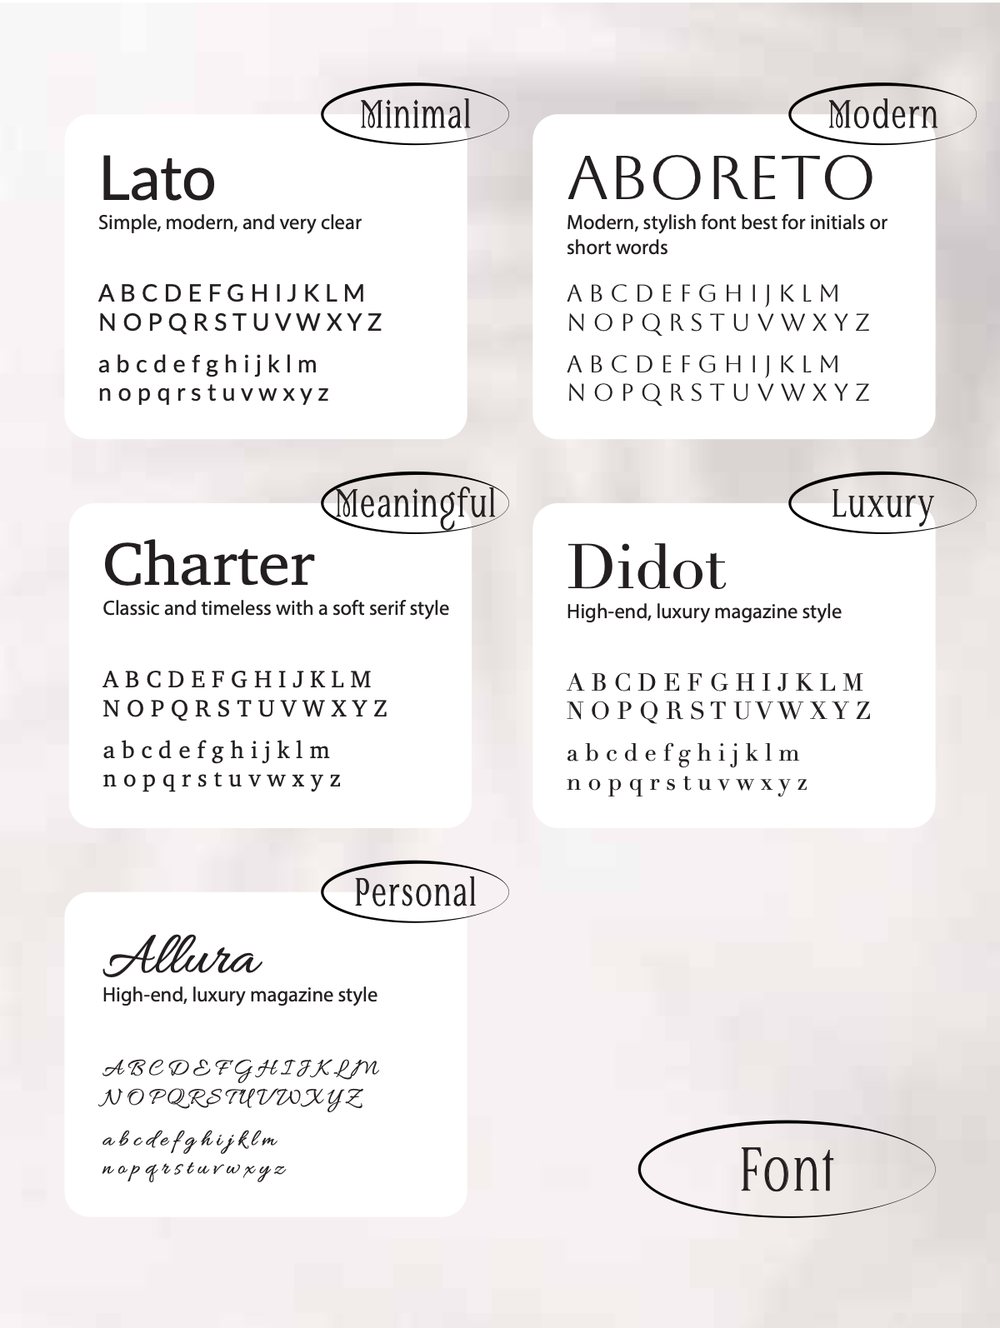 Minimal
Lato
Simple, modern, and very clear
A B C D E F G H I J K L M
N O P Q R S T U V W X Y Z
a b c d e f g h i j k l m
n o p q r s t u v w x y z
Modern
ABORETO
Modern, stylish font best for initials or
short words
A B C D E F G H I J K L M
N O P Q R S T U V W X Y Z
A B C D E F G H I J K L M
N O P Q R S T U V W X Y Z
Meaningful
Charter
Classic and timeless with a soft serif style
A B C D E F G H I J K L M
N O P Q R S T U V W X Y Z
a b c d e f g h i j k l m
n o p q r s t u v w x y z
Luxury
Didot
High-end, luxury magazine style
A B C D E F G H I J K L M
N O P Q R S T U V W X Y Z
a b c d e f g h i j k l m
n o p q r s t u v w x y z
Personal
Allura
High-end, luxury magazine style
A B C D E F G H I J K L M
N O P Q R S T U V W X Y Z
a b c d e f g h i j k l m
n o p q r s t u v w x y z
Font